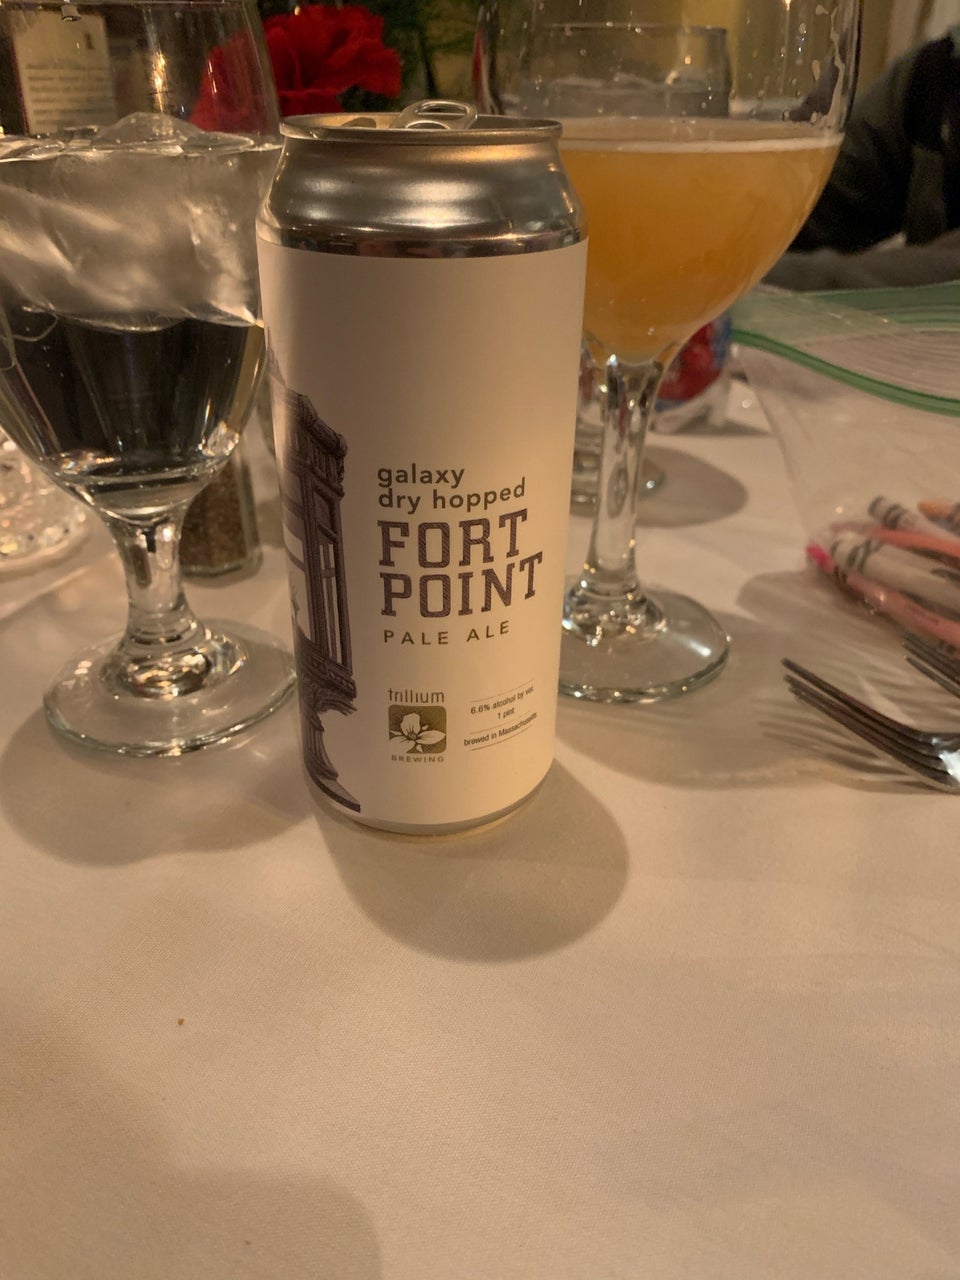 galaxy
dry hopped
FORT
POINT
PALE ALE
trillium
BREWING
6.6% alcohol by vol.
1 pint
brewed in Massachusetts